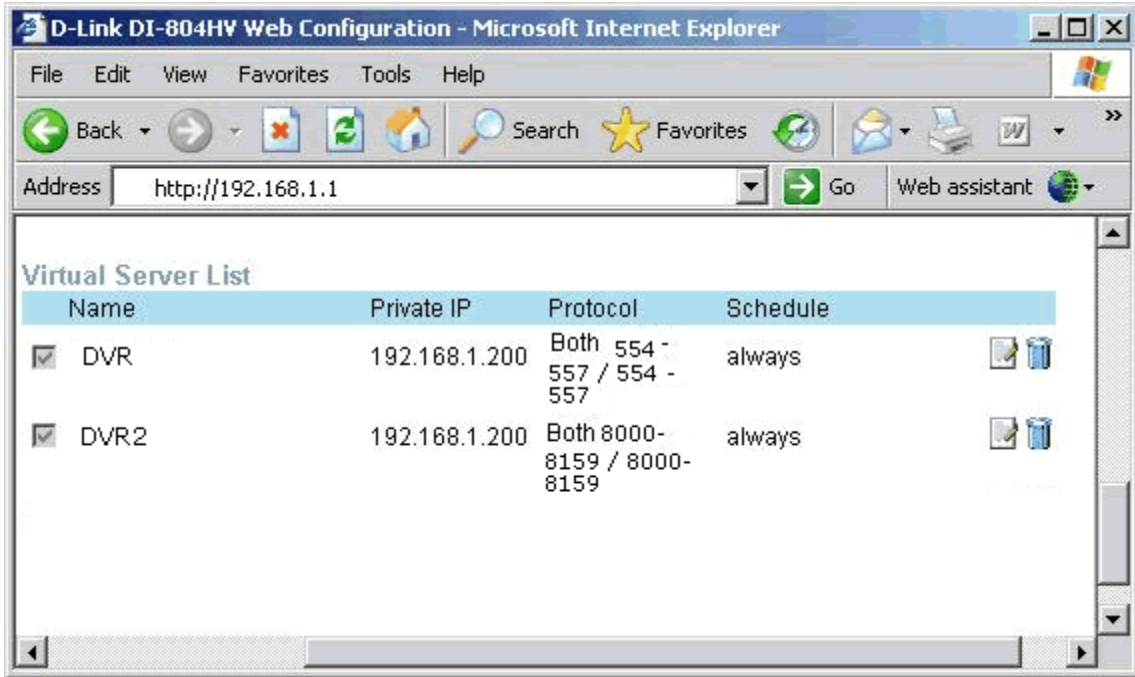 D-Link DI-804HV Web Configuration - Microsoft Internet Explorer
File Edit View Favorites Tools Help
Back Search Favorites W »
Address http://192.168.1.1 Go Web assistant
Virtual Server List
Name Private IP Protocol Schedule
DVR 192.168.1.200 Both 554 - always
557 / 554 -
557
DVR2 192.168.1.200 Both 8000- always
8159 / 8000-
8159